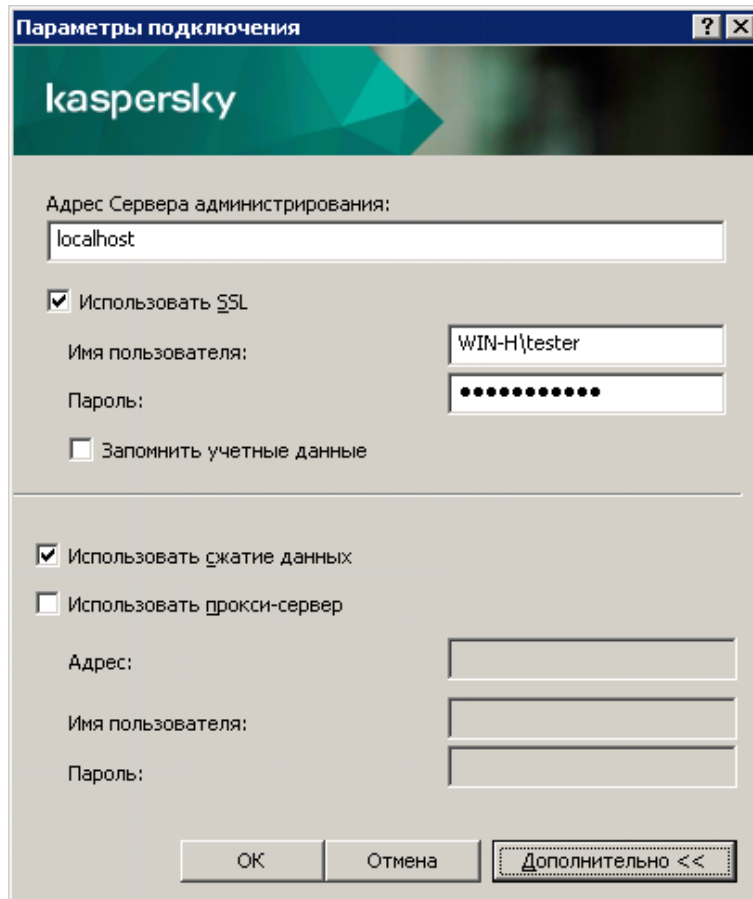 Параметры подключения
kaspersky
Адрес Сервера администрирования:
localhost
Использовать SSL
Имя пользователя: WIN-H\tester
Пароль: ●●●●●●●●●●●
Запомнить учетные данные
Использовать сжатие данных
Использовать прокси-сервер
Адрес:
Имя пользователя:
Пароль:
ОК Отмена Дополнительно <<